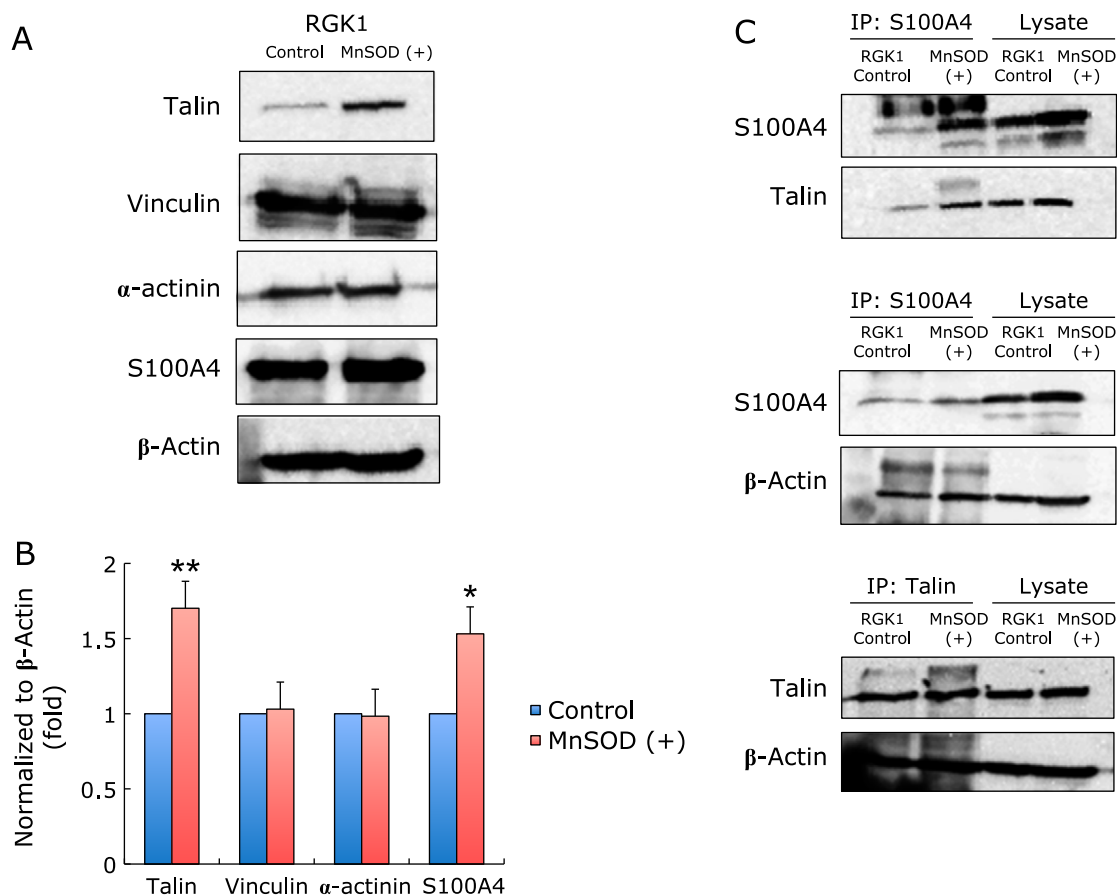 A
RGK1
Control MnSOD (+)
Talin
Vinculin
α-actinin
S100A4
β-Actin
B
Normalized to β-Actin
(fold)
2
1.5
1
0.5
0
** 
*
Talin Vinculin α-actinin S100A4
Control
MnSOD (+)
C
IP: S100A4 Lysate
RGK1 MnSOD RGK1 MnSOD
Control (+) Control (+)
S100A4
Talin
IP: S100A4 Lysate
RGK1 MnSOD RGK1 MnSOD
Control (+) Control (+)
S100A4
β-Actin
IP: Talin Lysate
RGK1 MnSOD RGK1 MnSOD
Control (+) Control (+)
Talin
β-Actin